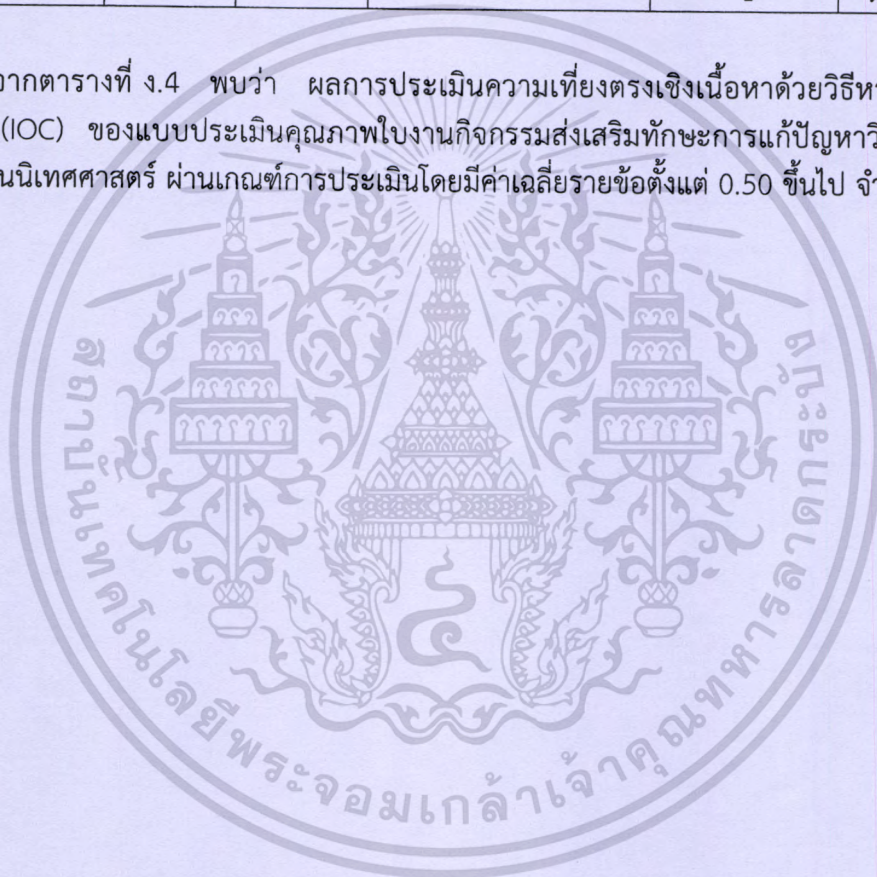 จากตารางที่ ง.4 พบว่า ผลการประเมินความเที่ยงตรงเชิงเนื้อหาด้วยวิธี
(IOC) ของแบบประเมินคุณภาพใบงานกิจกรรมส่งเสริมทักษะการแก้ปัญหา
นนิเทศศาสตร์ ผ่านเกณฑ์การประเมินโดยมีค่าเฉลี่ยรายข้อตั้งแต่ 0.50 ขึ้นไป
สถาบันเทคโนโลยีพระจอมเกล้าเจ้าคุณทหารลาดกระบัง
๔